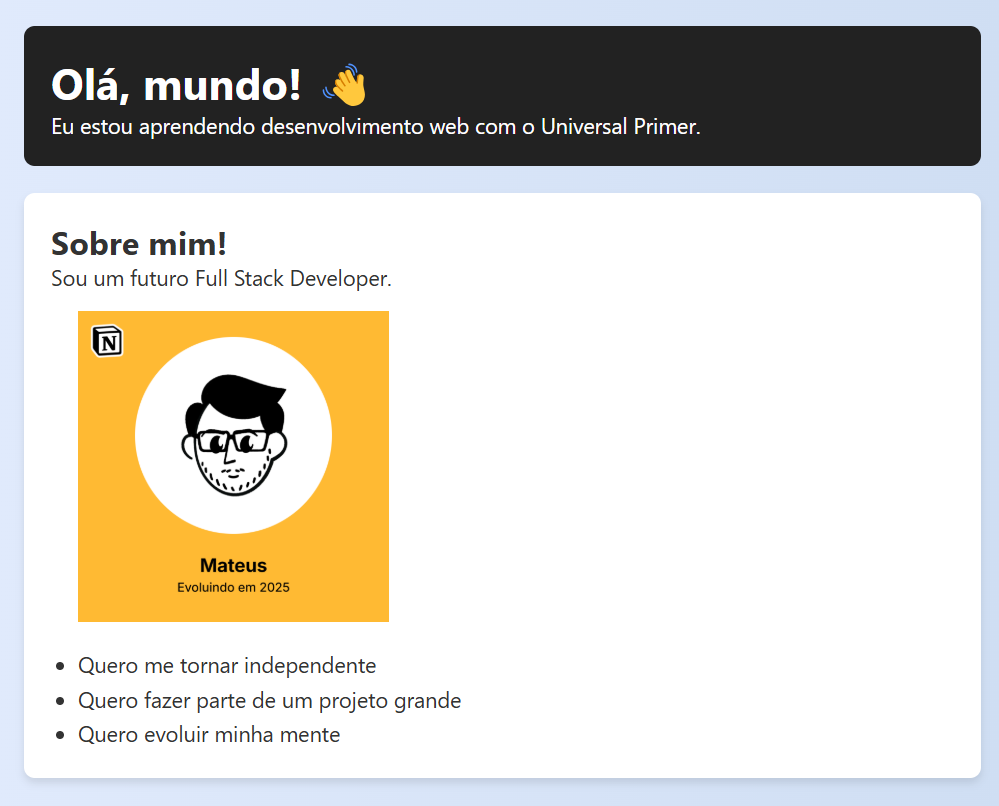 Olá, mundo! 👋
Eu estou aprendendo desenvolvimento web com o Universal Primer.
Sobre mim!
Sou um futuro Full Stack Developer.
N
Mateus
Evoluindo em 2025
Quero me tornar independente
Quero fazer parte de um projeto grande
Quero evoluir minha mente